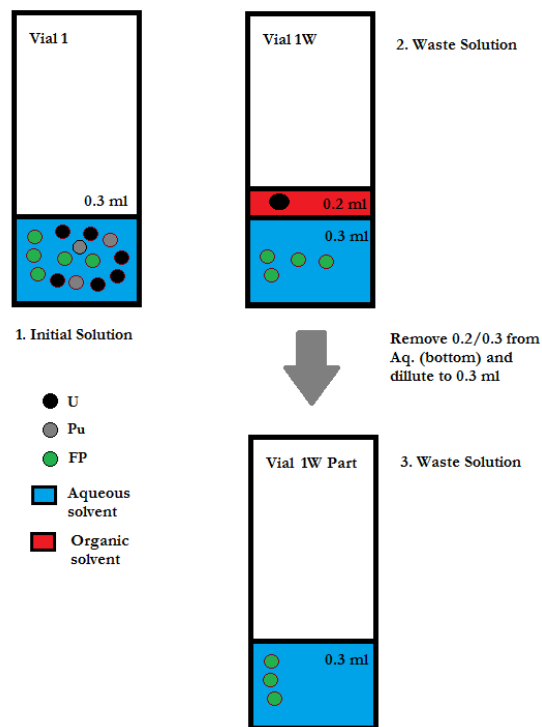 Vial 1
0.3 ml
1. Initial Solution
Vial 1W
0.2 ml
0.3 ml
2. Waste Solution
Remove 0.2/0.3 from
Aq. (bottom) and
dillute to 0.3 ml
U
Pu
FP
Aqueous
solvent
Organic
solvent
Vial 1W Part
0.3 ml
3. Waste Solution